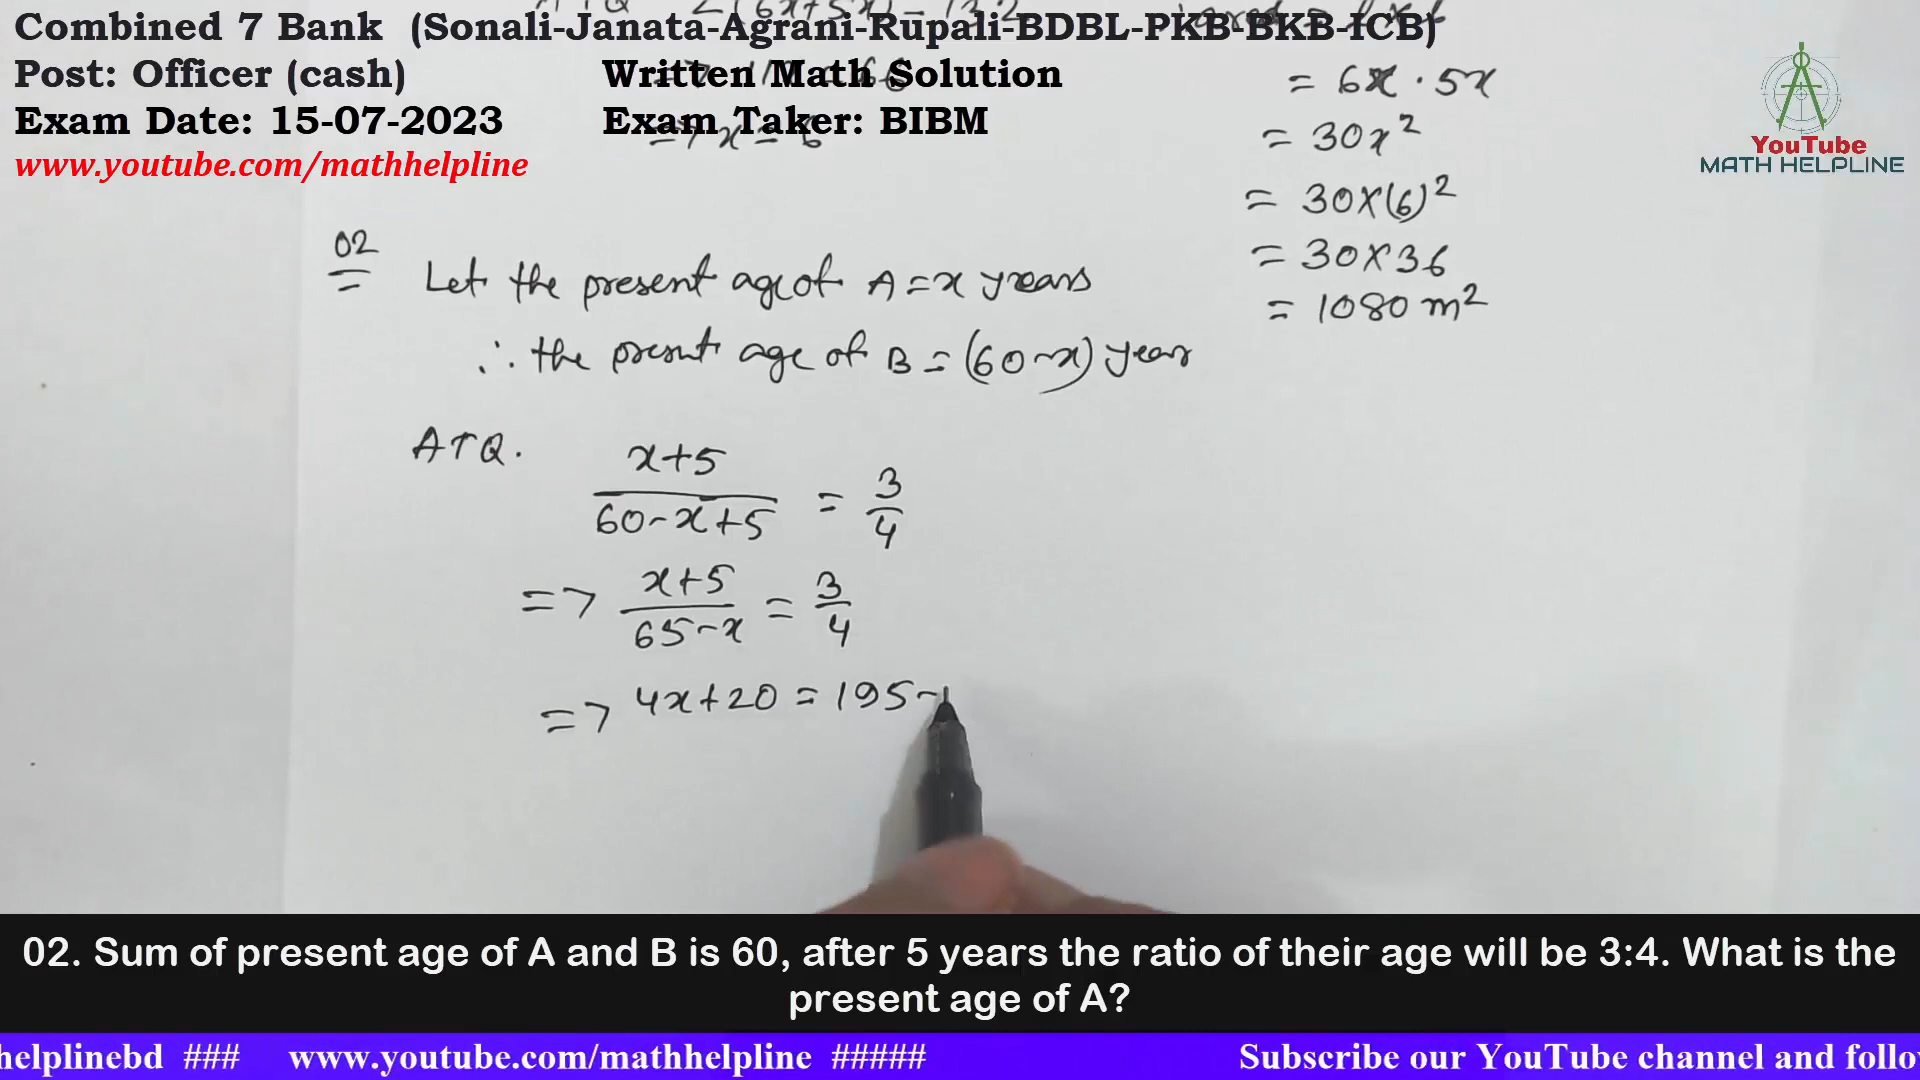 Combined 7 Bank (Sonali-Janata-Agrani-Rupali-BDBL-PKB-BKB-ICB)
Post: Officer (cash) Written Math Solution
Exam Date: 15-07-2023 Exam Taker: BIBM
www.youtube.com/mathhelpline
YouTube
MATH HELPLINE
=> x = 6
= 6x · 5x
= 30x²
= 30×(6)²
= 30×36
= 1080 m²
02
Let the present age of A = x years
∴ the present age of B = (60-x) years
ATQ.
x+5
60-x+5 = 3/4
=> x+5/65-x = 3/4
=> 4x+20 = 195-
02. Sum of present age of A and B is 60, after 5 years the ratio of their age will be 3:4. What is the
present age of A?
helplinebd ### www.youtube.com/mathhelpline ##### Subscribe our YouTube channel and follo